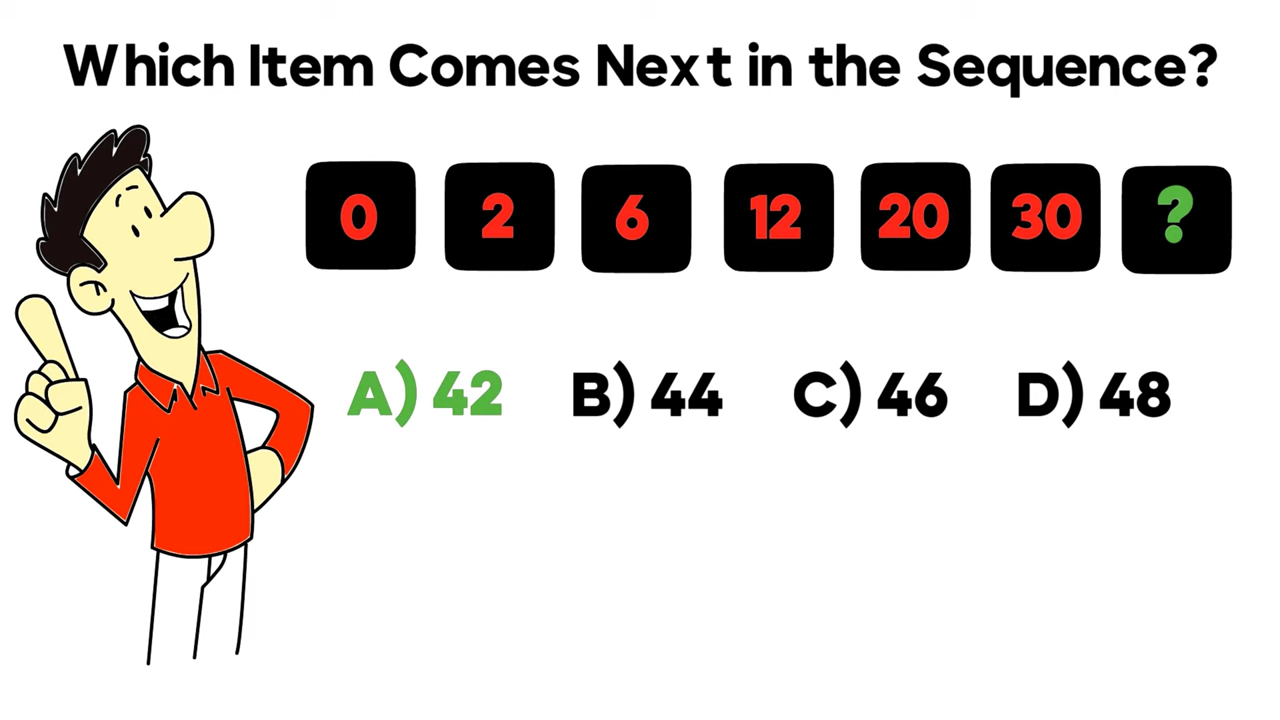 Which Item Comes Next in the Sequence?
0 2 6 12 20 30 ?
A) 42 B) 44 C) 46 D) 48